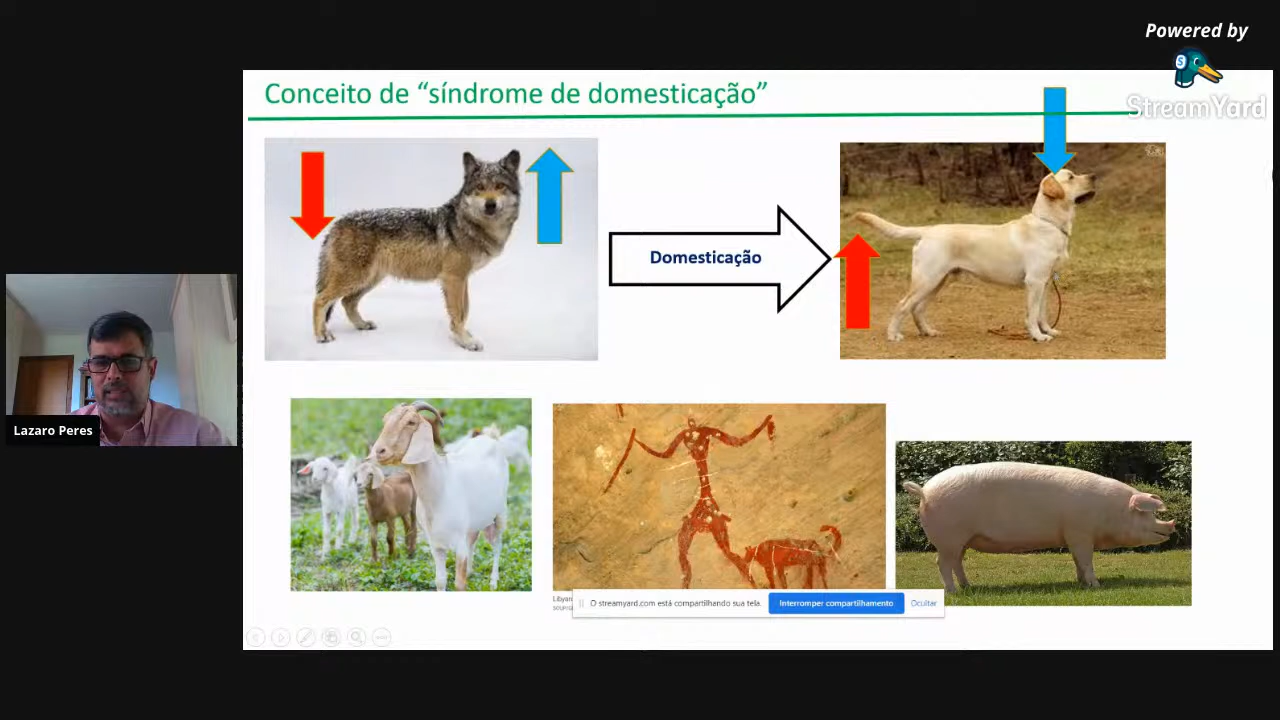 Powered by
StreamYard
Conceito de “síndrome de domesticação”
Domesticação
Lazaro Peres
Libyan
O streamyard.com está compartilhando sua tela.
Interromper compartilhamento
Ocultar